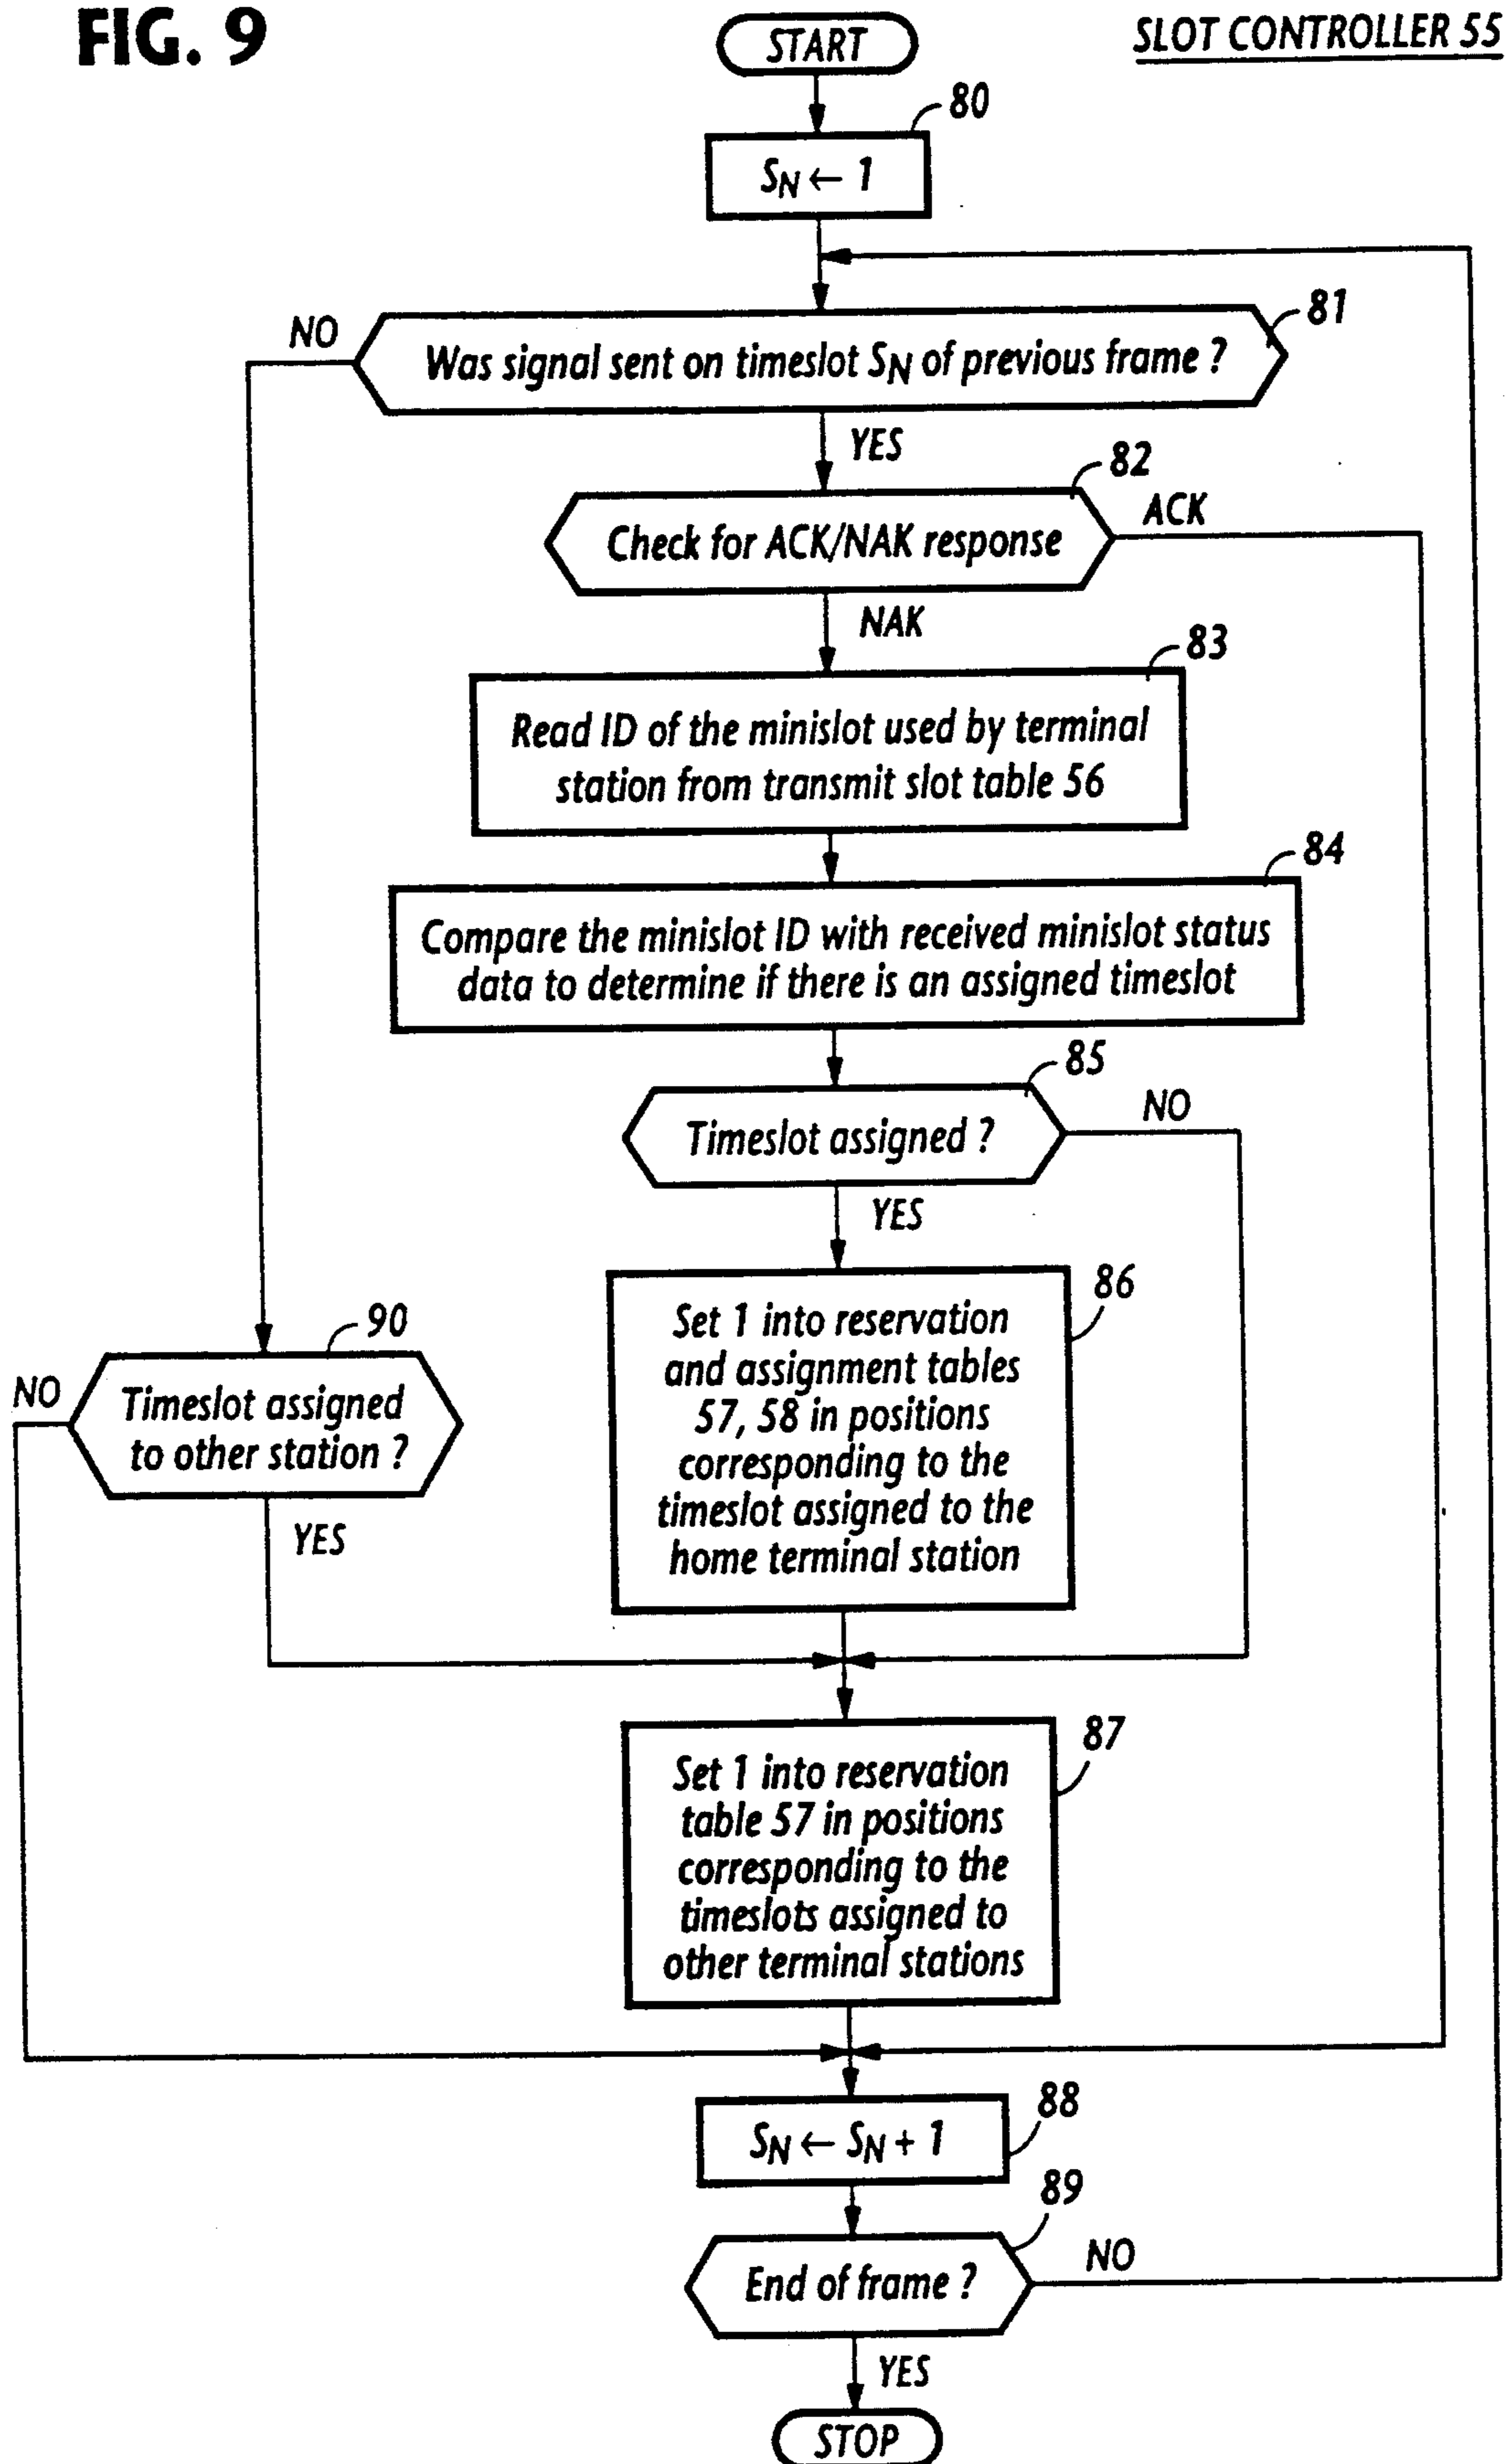 FIG. 9
SLOT CONTROLLER 55
START
80
SN ← 1
81
NO
Was signal sent on timeslot SN of previous frame ?
YES
82
ACK
Check for ACK/NAK response
NAK
83
Read ID of the minislot used by terminal
station from transmit slot table 56
84
Compare the minislot ID with received minislot status
data to determine if there is an assigned timeslot
85
NO
Timeslot assigned ?
YES
86
Set 1 into reservation
and assignment tables
57, 58 in positions
corresponding to the
timeslot assigned to the
home terminal station
90
NO
Timeslot assigned
to other station ?
YES
87
Set 1 into reservation
table 57 in positions
corresponding to the
timeslots assigned to
other terminal stations
88
SN ← SN + 1
89
End of frame ?
NO
YES
STOP